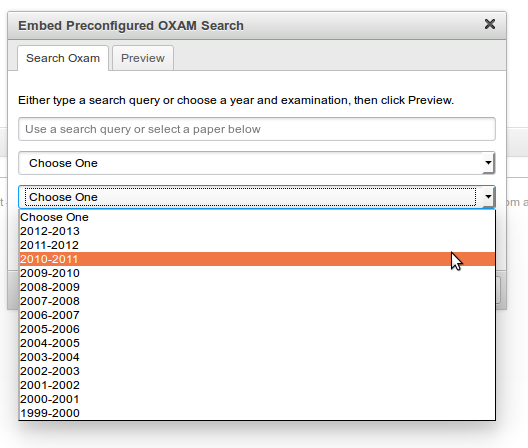 Embed Preconfigured OXAM Search
Search Oxam
Preview
Either type a search query or choose a year and examination, then click Preview.
Use a search query or select a paper below
Choose One
Choose One
Choose One
2012-2013
2011-2012
2010-2011
2009-2010
2008-2009
2007-2008
2006-2007
2005-2006
2004-2005
2003-2004
2002-2003
2001-2002
2000-2001
1999-2000